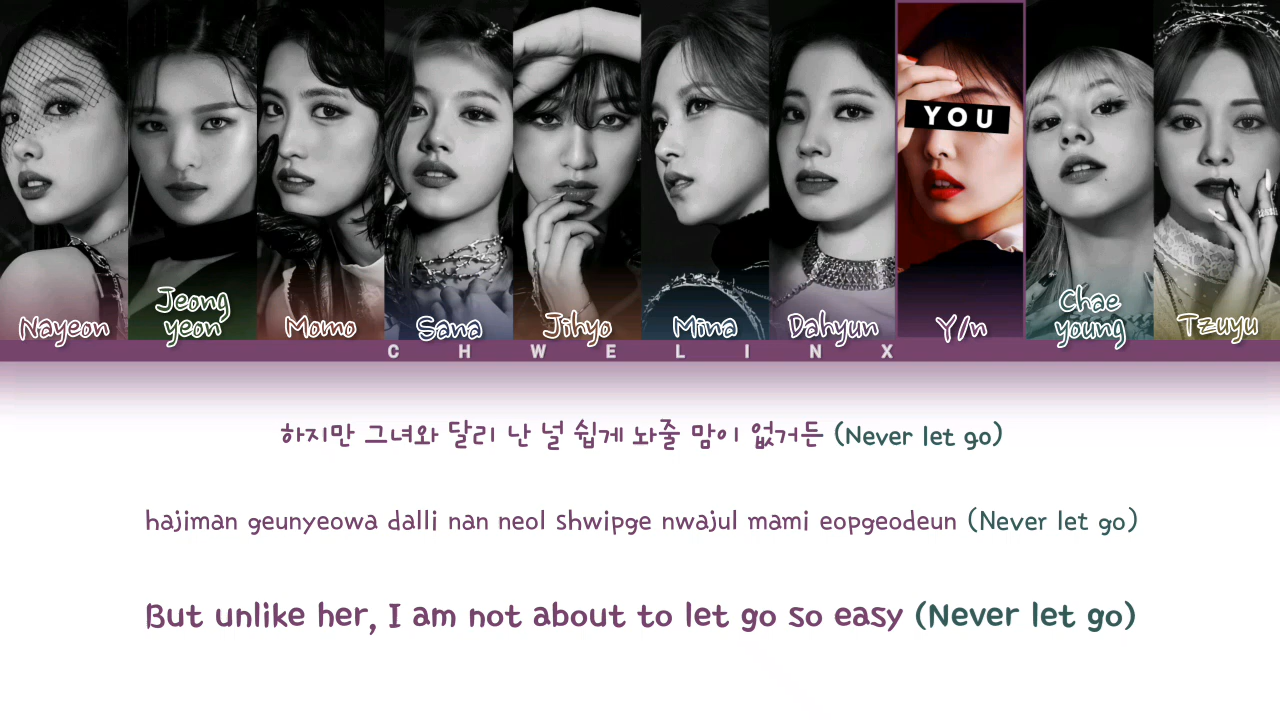 YOU
Nayeon
Jeong
yeon
Momo
Sana
Jihyo
Mina
Dahyun
Y/n
Chae
young
Tzuyu
CHWELINX
하지만 그녀와 달리 난 널 쉽게 놔줄 맘이 없거든 (Never let go)
hajiman geunyeowa dalli nan neol shwipge nwajul mami eopgeodeun (Never let go)
But unlike her, I am not about to let go so easy (Never let go)